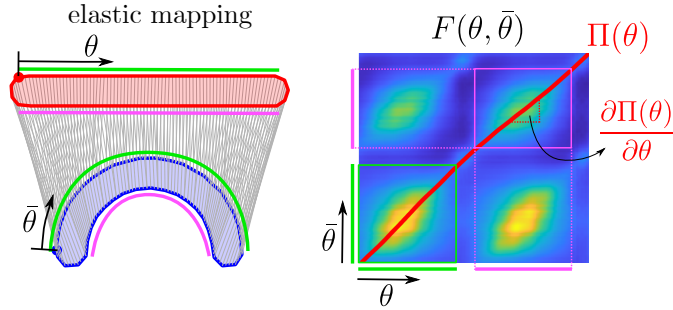 elastic mapping
θ
θ̄
F(θ, θ̄)
Π(θ)
∂Π(θ)
∂θ
θ̄
θ